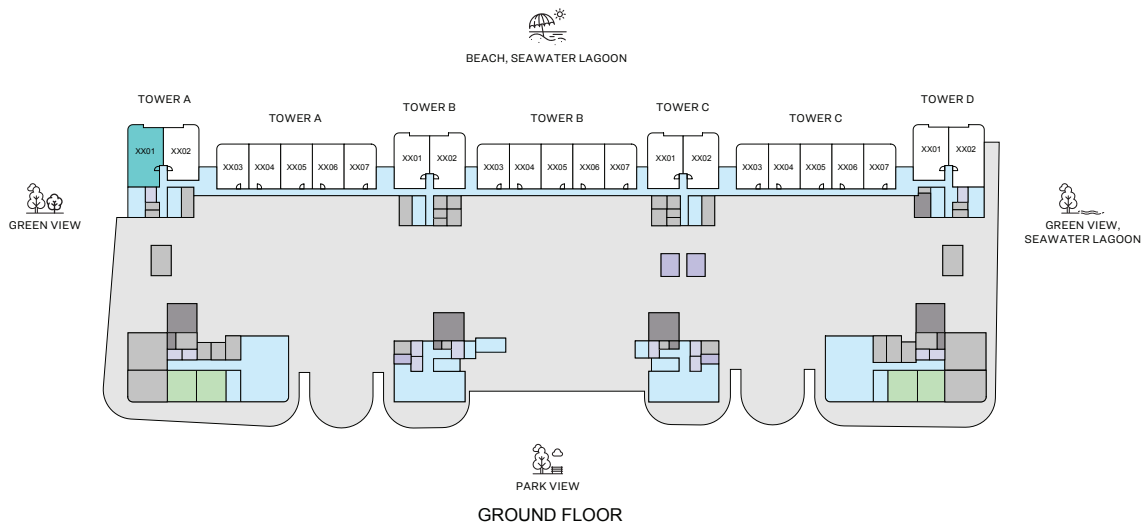 BEACH, SEAWATER LAGOON
TOWER A
TOWER A
TOWER B
TOWER B
TOWER C
TOWER C
TOWER D
XX01
XX02
XX03
XX04
XX05
XX06
XX07
XX01
XX02
XX03
XX04
XX05
XX06
XX07
XX01
XX02
XX03
XX04
XX05
XX06
XX07
XX01
XX02
GREEN VIEW
GREEN VIEW,
SEAWATER LAGOON
PARK VIEW
GROUND FLOOR